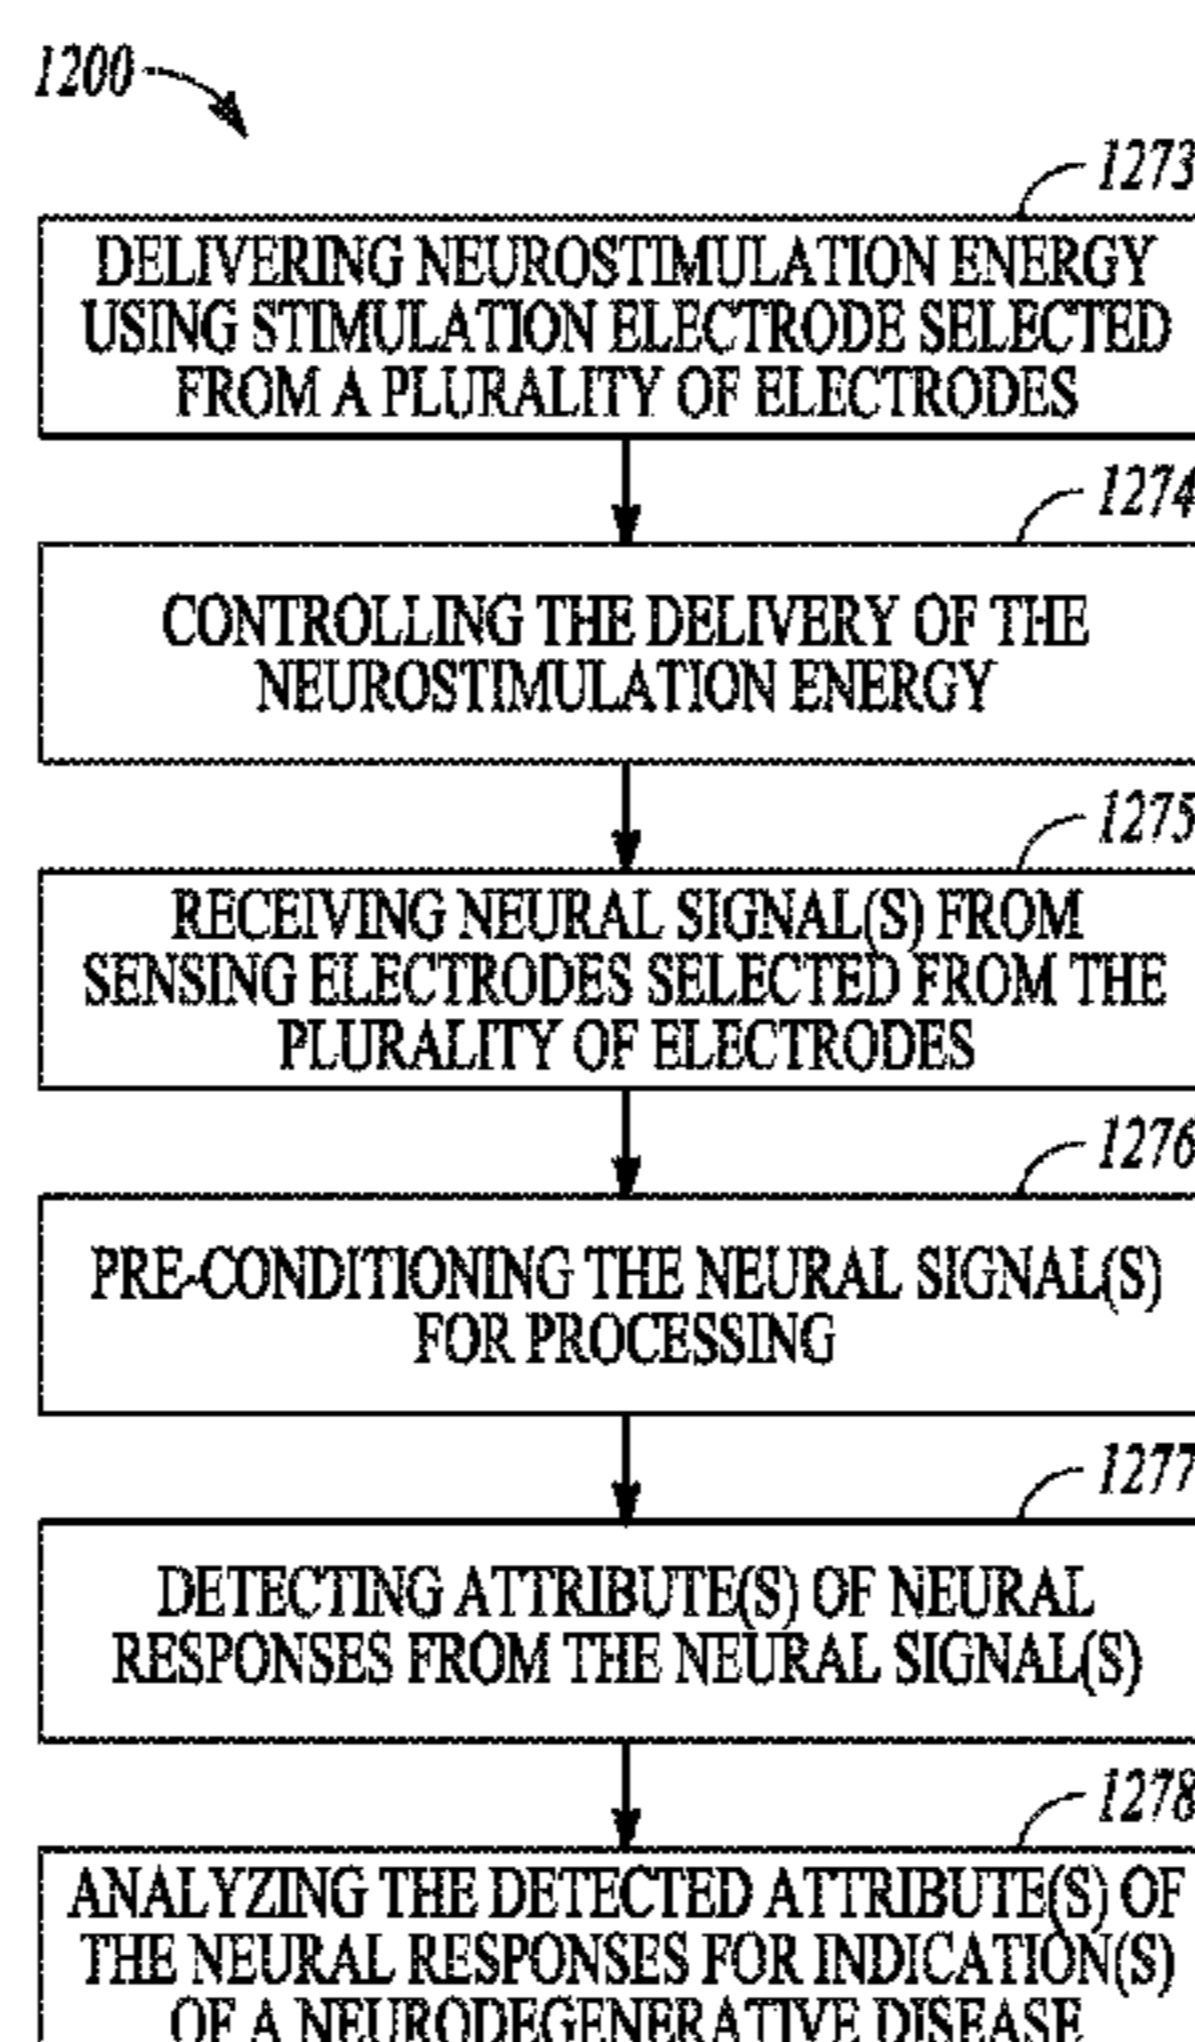 1200
1273
DELIVERING NEUROSTIMULATION ENERGY
USING STIMULATION ELECTRODE SELECTED
FROM A PLURALITY OF ELECTRODES
1274
CONTROLLING THE DELIVERY OF THE
NEUROSTIMULATION ENERGY
1275
RECEIVING NEURAL SIGNAL(S) FROM
SENSING ELECTRODES SELECTED FROM THE
PLURALITY OF ELECTRODES
1276
PRE-CONDITIONING THE NEURAL SIGNAL(S)
FOR PROCESSING
1277
DETECTING ATTRIBUTE(S) OF NEURAL
RESPONSES FROM THE NEURAL SIGNAL(S)
1278
ANALYZING THE DETECTED ATTRIBUTE(S) OF
THE NEURAL RESPONSES FOR INDICATION(S)
OF A NEURODEGENERATIVE DISEASE